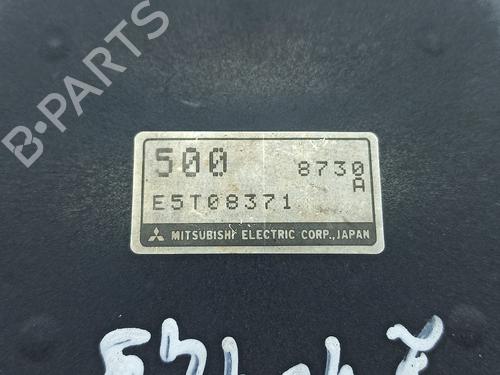 B-PARTS
500 8730
A
E5T08371
MITSUBISHI ELECTRIC CORP., JAPAN